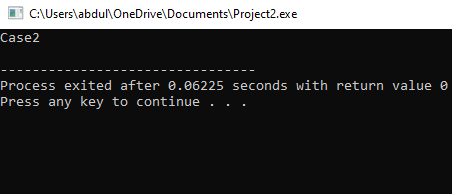 C:\Users\abdul\OneDrive\Documents\Project2.exe
Case2
--------------------------------
Process exited after 0.06225 seconds with return value 0
Press any key to continue . . .